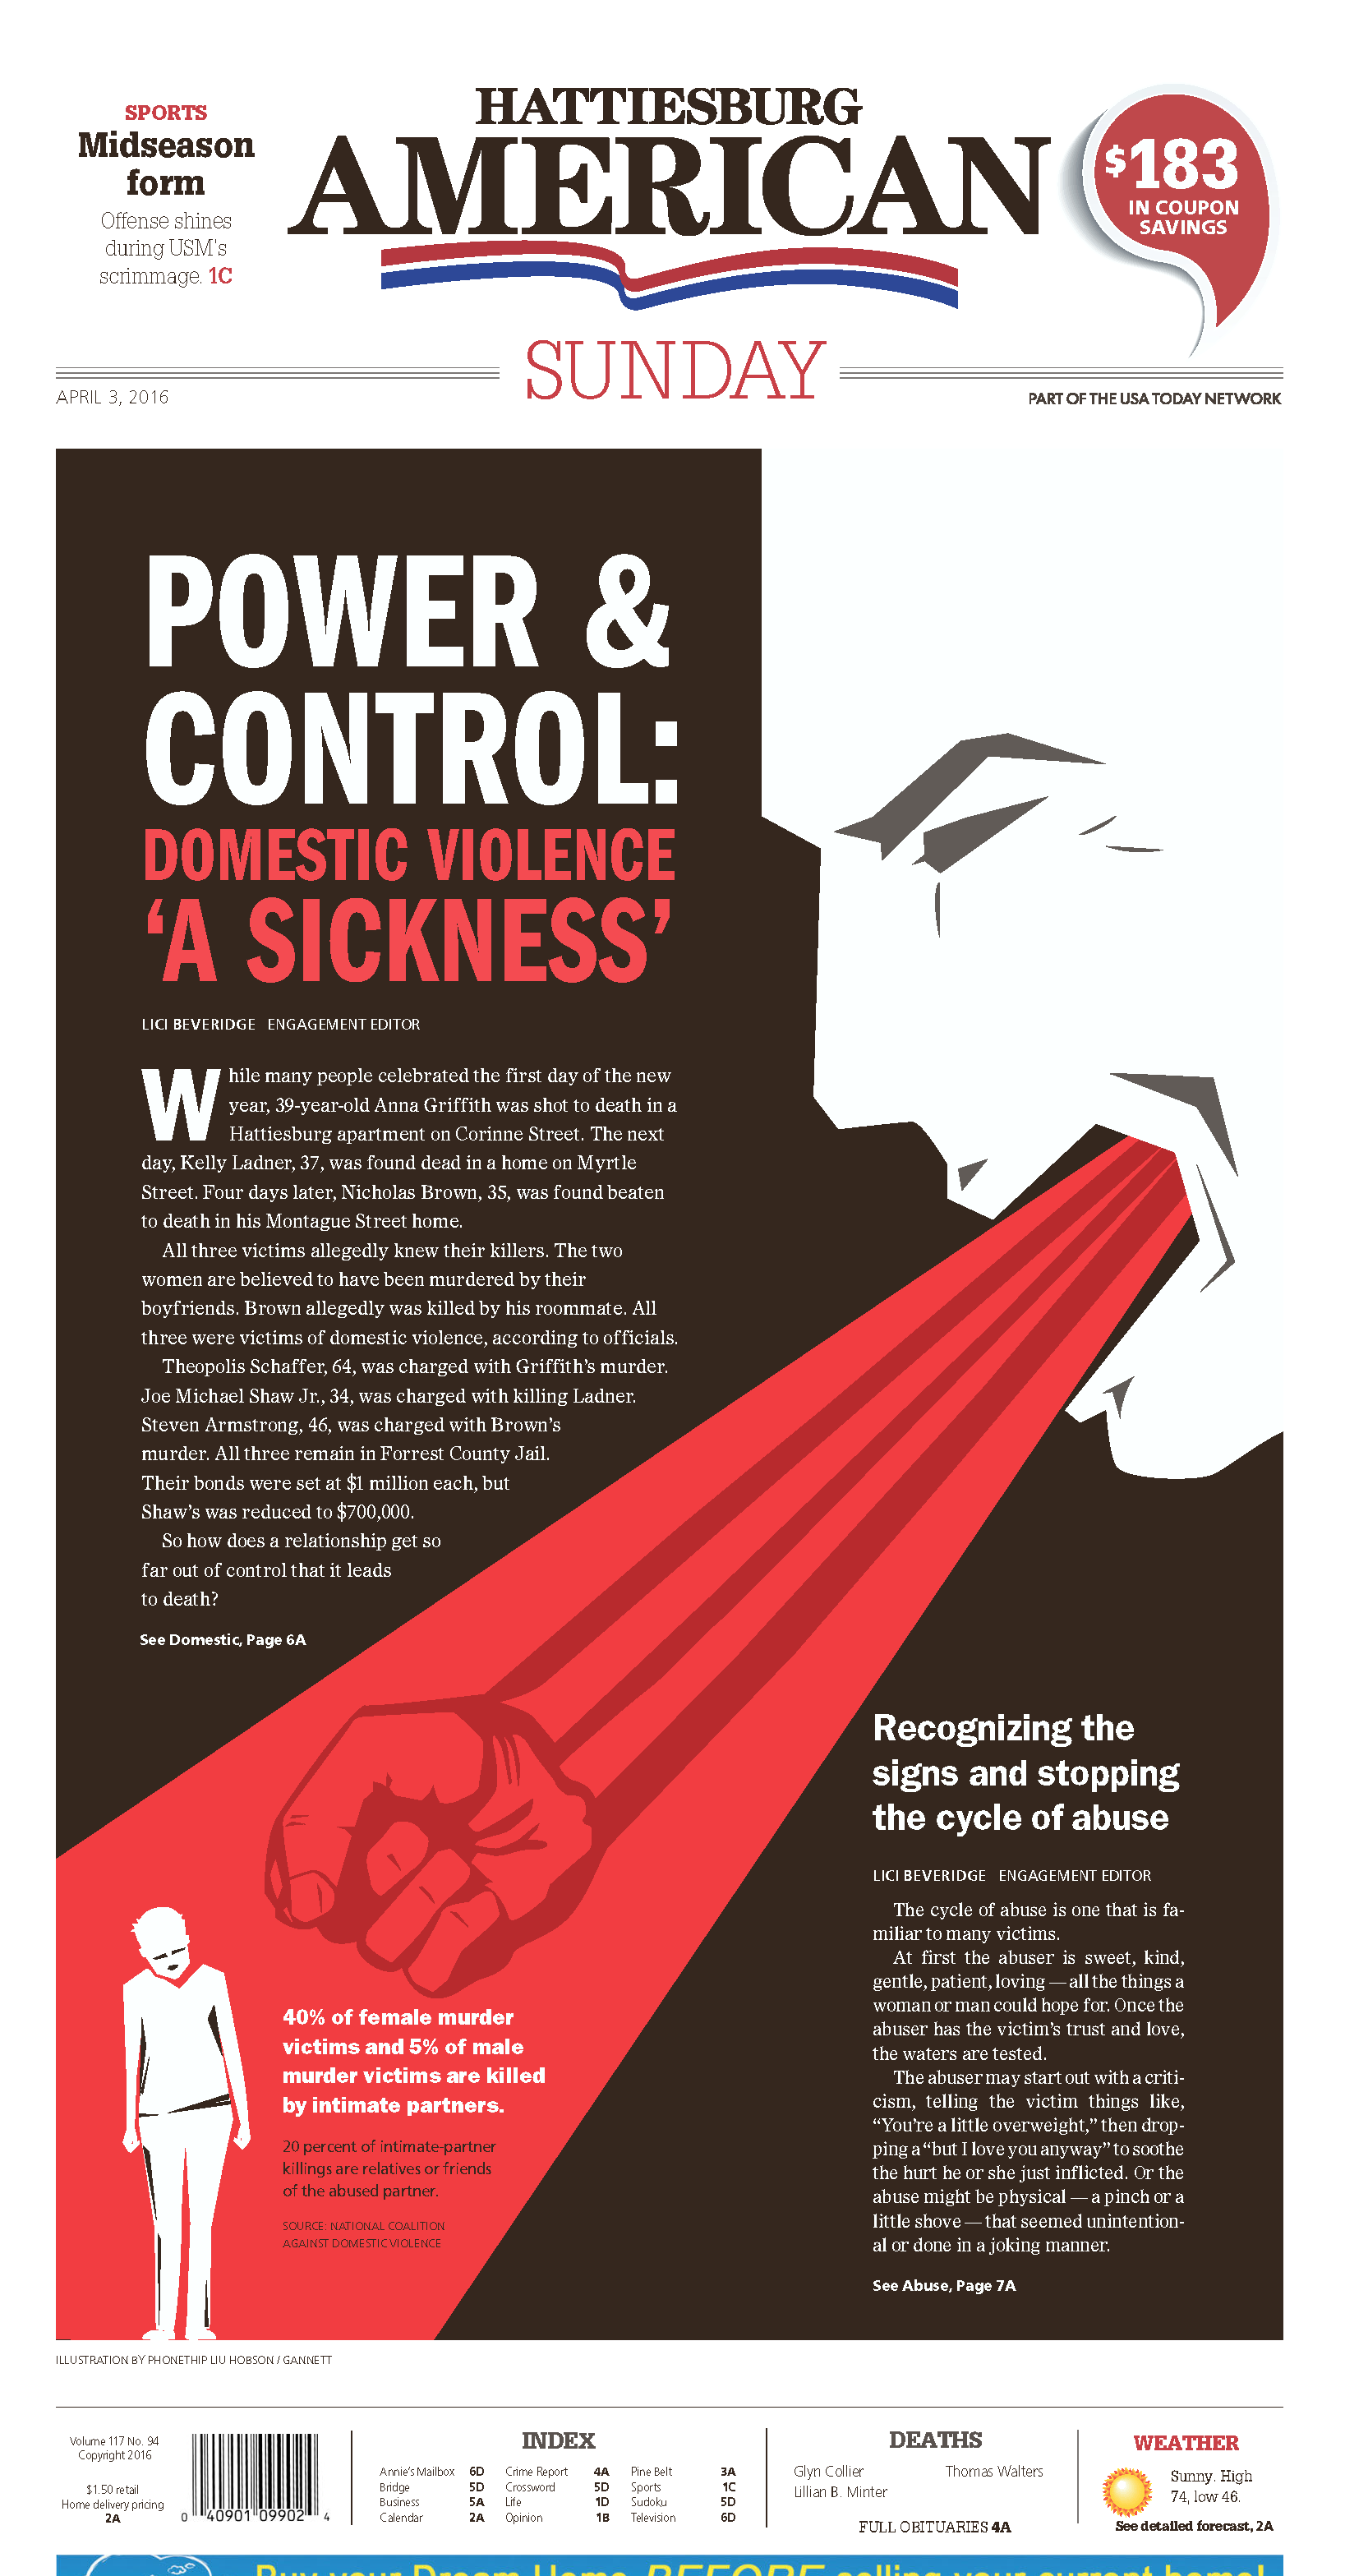 SPORTS
Midseason
form
Offense shines
during USM's
scrimmage. 1C
HATTIESBURG
AMERICAN
$183
IN COUPON
SAVINGS
SUNDAY
APRIL 3, 2016
PART OF THE USA TODAY NETWORK
POWER &
CONTROL:
DOMESTIC VIOLENCE
‘A SICKNESS’
LICI BEVERIDGE ENGAGEMENT EDITOR
While many people celebrated the first day of the new
year, 39-year-old Anna Griffith was shot to death in a
Hattiesburg apartment on Corinne Street. The next
day, Kelly Ladner, 37, was found dead in a home on Myrtle
Street. Four days later, Nicholas Brown, 35, was found beaten
to death in his Montague Street home.
All three victims allegedly knew their killers. The two
women are believed to have been murdered by their
boyfriends. Brown allegedly was killed by his roommate. All
three were victims of domestic violence, according to officials.
Theopolis Schaffer, 64, was charged with Griffith’s murder.
Joe Michael Shaw Jr., 34, was charged with killing Ladner.
Steven Armstrong, 46, was charged with Brown’s
murder. All three remain in Forrest County Jail.
Their bonds were set at $1 million each, but
Shaw’s was reduced to $700,000.
So how does a relationship get so
far out of control that it leads
to death?
See Domestic, Page 6A
Recognizing the
signs and stopping
the cycle of abuse
LICI BEVERIDGE ENGAGEMENT EDITOR
The cycle of abuse is one that is fa-
miliar to many victims.
At first the abuser is sweet, kind,
gentle, patient, loving — all the things a
woman or man could hope for. Once the
abuser has the victim’s trust and love,
the waters are tested.
The abuser may start out with a criti-
cism, telling the victim things like,
“You’re a little overweight,” then drop-
ping a “but I love you anyway” to soothe
the hurt he or she just inflicted. Or the
abuse might be physical — a pinch or a
little shove — that seemed unintention-
al or done in a joking manner.
See Abuse, Page 7A
40% of female murder
victims and 5% of male
murder victims are killed
by intimate partners.
20 percent of intimate-partner
killings are relatives or friends
of the abused partner.
SOURCE: NATIONAL COALITION
AGAINST DOMESTIC VIOLENCE
ILLUSTRATION BY PHONETHIP LIU HOBSON / GANNETT
Volume 117 No. 94
Copyright 2016
$1.50 retail
Home delivery pricing
2A
0 40901 09902 4
INDEX
Annie’s Mailbox 6D
Bridge 5D
Business 5A
Calendar 2A
Crime Report 4A
Crossword 5D
Life 1D
Opinion 1B
Pine Belt 3A
Sports 1C
Sudoku 5D
Television 6D
DEATHS
Glyn Collier
Lillian B. Minter
Thomas Walters
FULL OBITUARIES 4A
WEATHER
Sunny. High
74, low 46.
See detailed forecast, 2A
Buy your Dream Home BEFORE selling your current home!